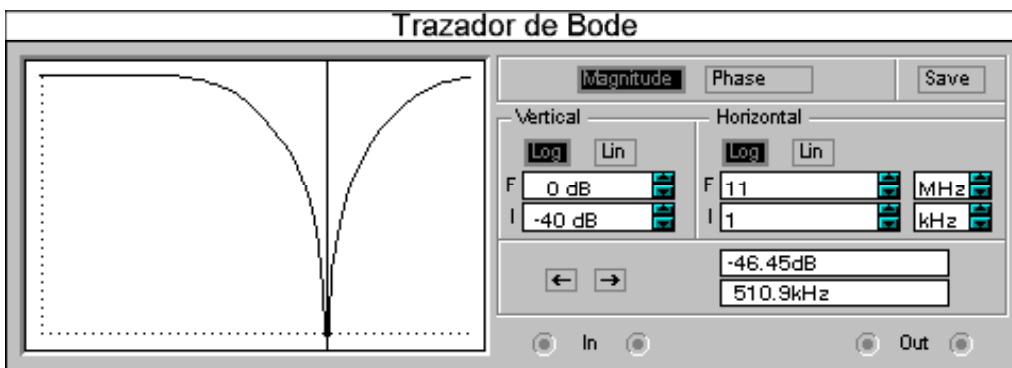 Trazador de Bode
Magnitude Phase Save
Vertical Horizontal
Log Lin Log Lin
F 0 dB F 11 MHz
I -40 dB I 1 kHz
← → -46.45dB
510.9kHz
In Out